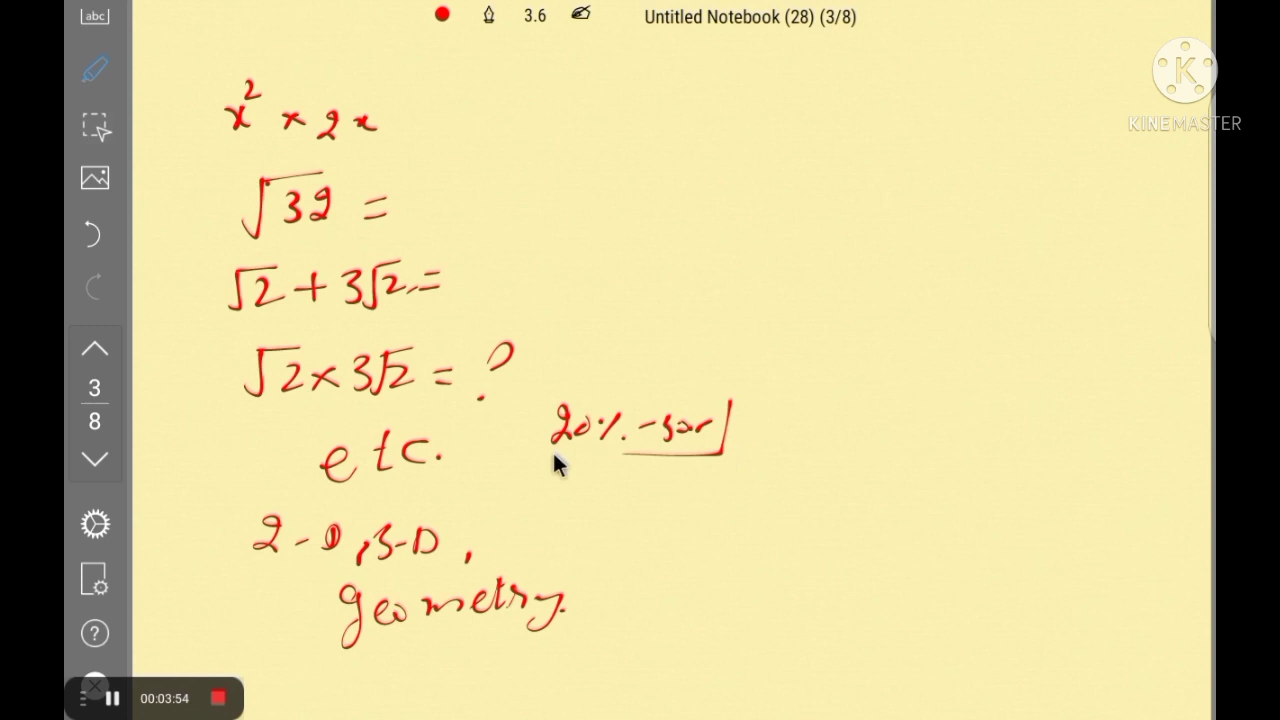 abc
3.6 Untitled Notebook (28) (3/8)
KINEMASTER
x² × 2x
√32 =
√2 + 3√2 =
√2 × 3√2 = ?
etc.
20% -
2-D, 3-D,
geometry.
3
8
00:03:54